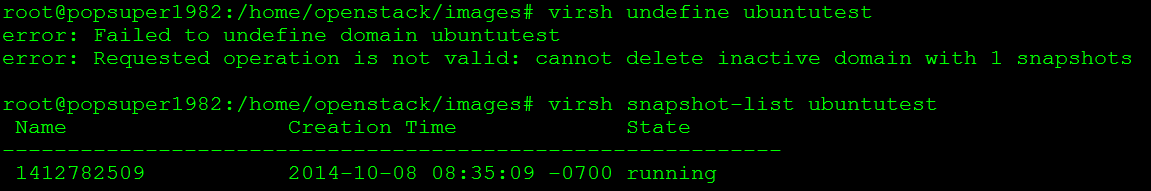 root@popsuper1982:/home/openstack/images# virsh undefine ubuntutest
error: Failed to undefine domain ubuntutest
error: Requested operation is not valid: cannot delete inactive domain with 1 snapshots
root@popsuper1982:/home/openstack/images# virsh snapshot-list ubuntutest
 Name                 Creation Time             State
------------------------------------------------------------
 1412782509           2014-10-08 08:35:09 -0700 running